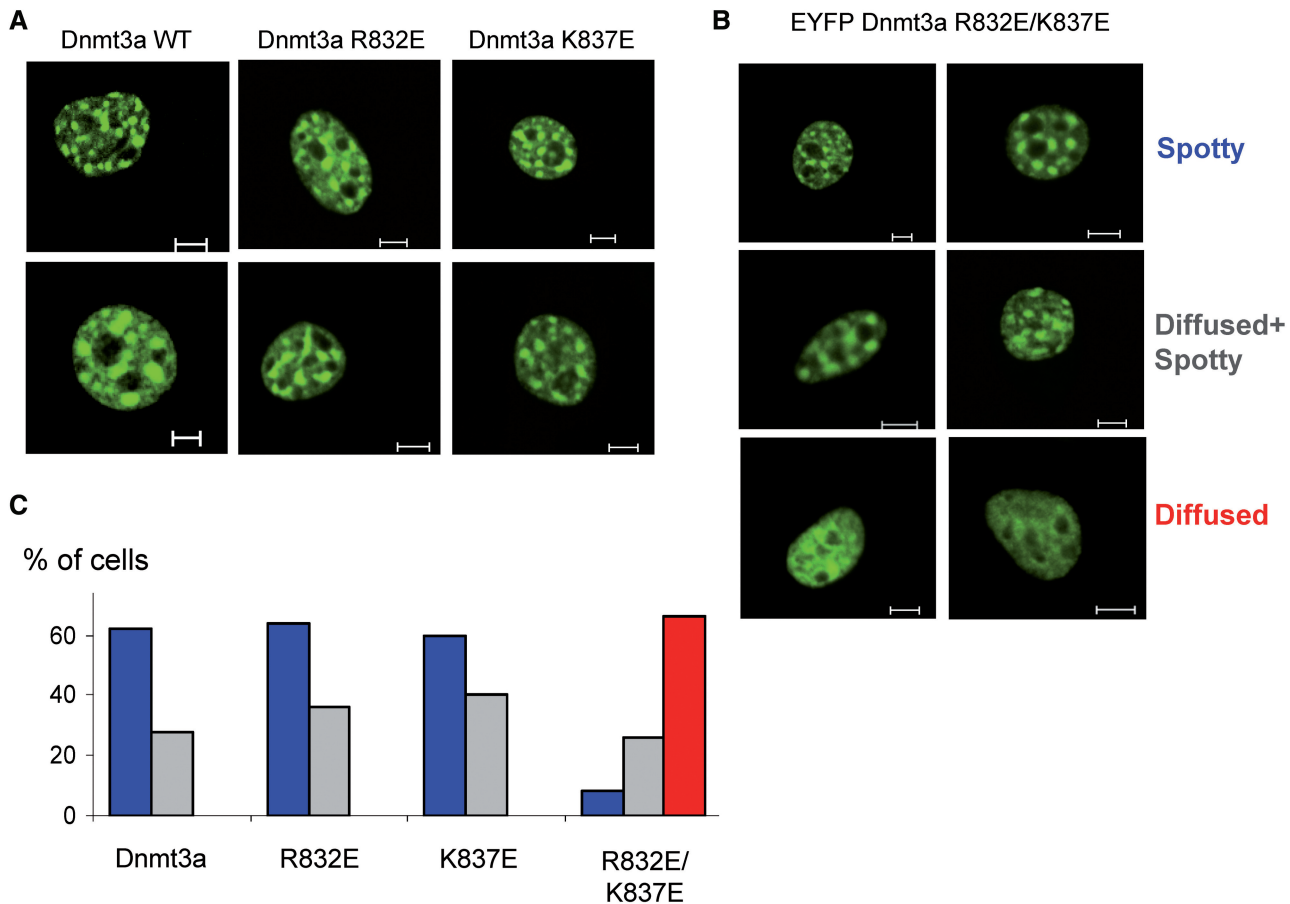 A
Dnmt3a WT
Dnmt3a R832E
Dnmt3a K837E
B
EYFP Dnmt3a R832E/K837E
Spotty
Diffused+
Spotty
Diffused
C
% of cells
60
40
20
0
Dnmt3a
R832E
K837E
R832E/
K837E